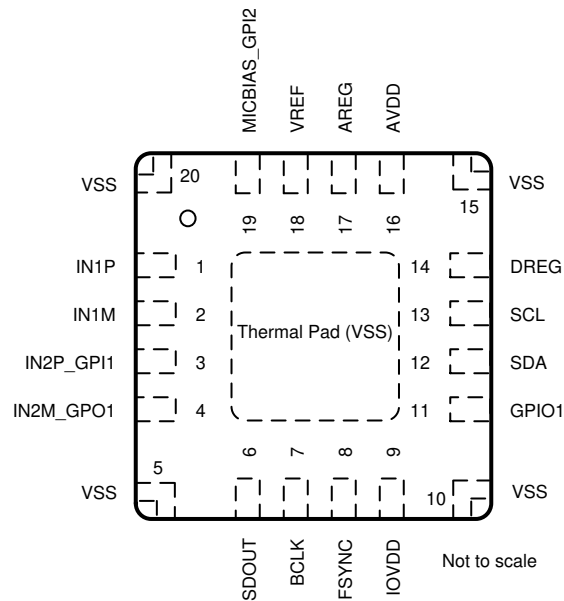 MICBIAS_GPI2
VREF
AREG
AVDD
VSS
20
19
18
17
16
15
VSS
IN1P
1
14
DREG
IN1M
2
Thermal Pad (VSS)
13
SCL
IN2P_GPI1
3
12
SDA
IN2M_GPO1
4
11
GPIO1
VSS
5
6
7
8
9
10
VSS
SDOUT
BCLK
FSYNC
IOVDD
Not to scale